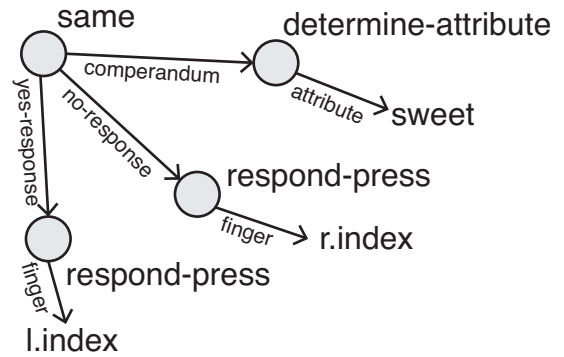 same
determine-attribute
comperandum
attribute
sweet
no-response
yes-response
respond-press
finger
r.index
respond-press
finger
l.index